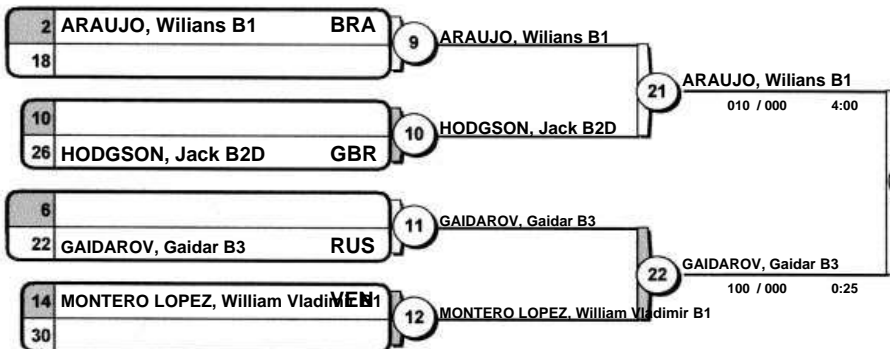 2 ARAUJO, Wilians B1 BRA
18
9
ARAUJO, Wilians B1
10
26 HODGSON, Jack B2D GBR
10
HODGSON, Jack B2D
21
ARAUJO, Wilians B1
010 / 000 4:00
6
22 GAIDAROV, Gaidar B3 RUS
11
GAIDAROV, Gaidar B3
14 MONTERO LOPEZ, William Vladimir B1 VEN
30
12
MONTERO LOPEZ, William Vladimir B1
22
GAIDAROV, Gaidar B3
100 / 000 0:25